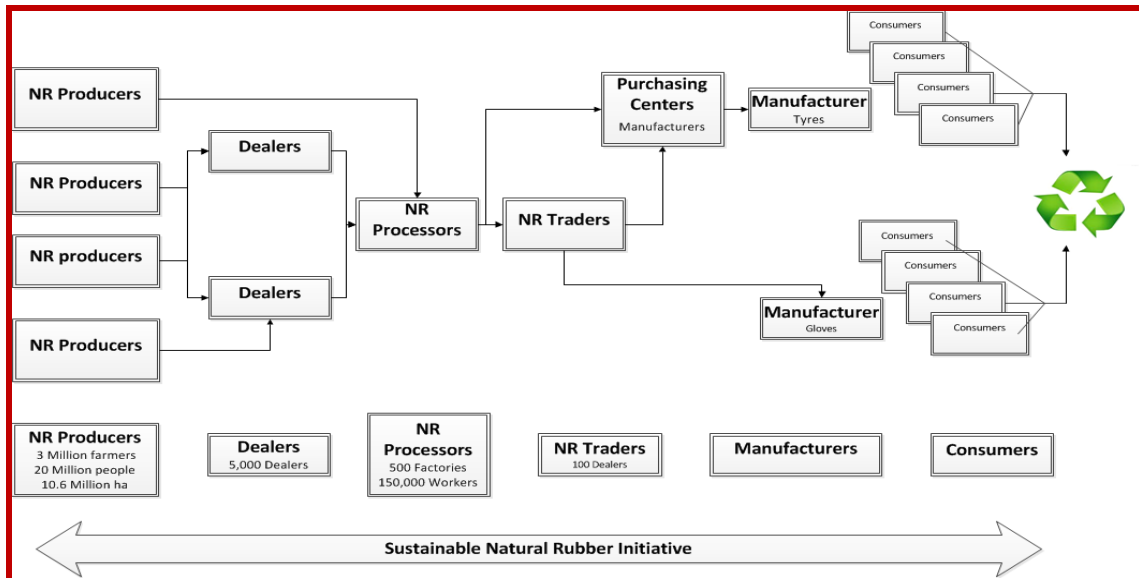 Consumers
Consumers
Consumers
Consumers
NR Producers
Purchasing
Centers
Manufacturers
Manufacturer
Tyres
Dealers
NR Producers
NR
Processors
NR Traders
NR producers
Dealers
Consumers
Consumers
Consumers
Consumers
Manufacturer
Gloves
NR Producers
NR Producers
3 Million farmers
20 Million people
10.6 Million ha
Dealers
5,000 Dealers
NR
Processors
500 Factories
150,000 Workers
NR Traders
100 Dealers
Manufacturers
Consumers
Sustainable Natural Rubber Initiative